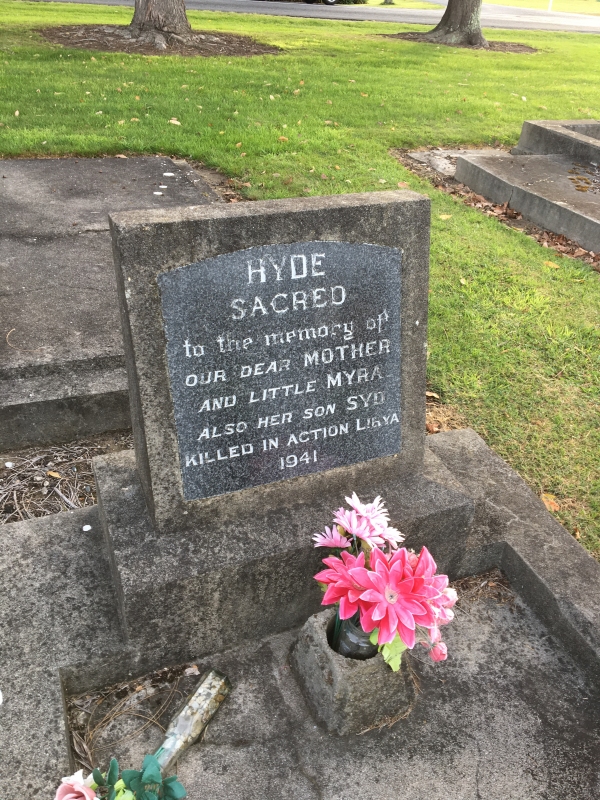 HYDE
SACRED
to the memory of
OUR DEAR MOTHER
AND LITTLE MYRA
ALSO HER SON SYD
KILLED IN ACTION LIBYA
1941